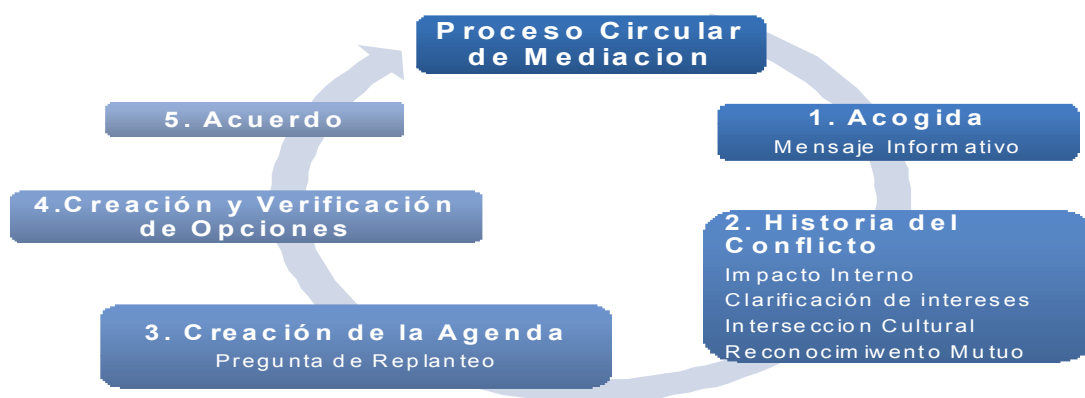 Proceso Circular
de Mediacion
1. Acogida
Mensaje Informativo
2. Historia del
Conflicto
Impacto Interno
Clarificación de intereses
Interseccion Cultural
Reconocimiwento Mutuo
3. Creación de la Agenda
Pregunta de Replanteo
4.Creación y Verificación
de Opciones
5. Acuerdo